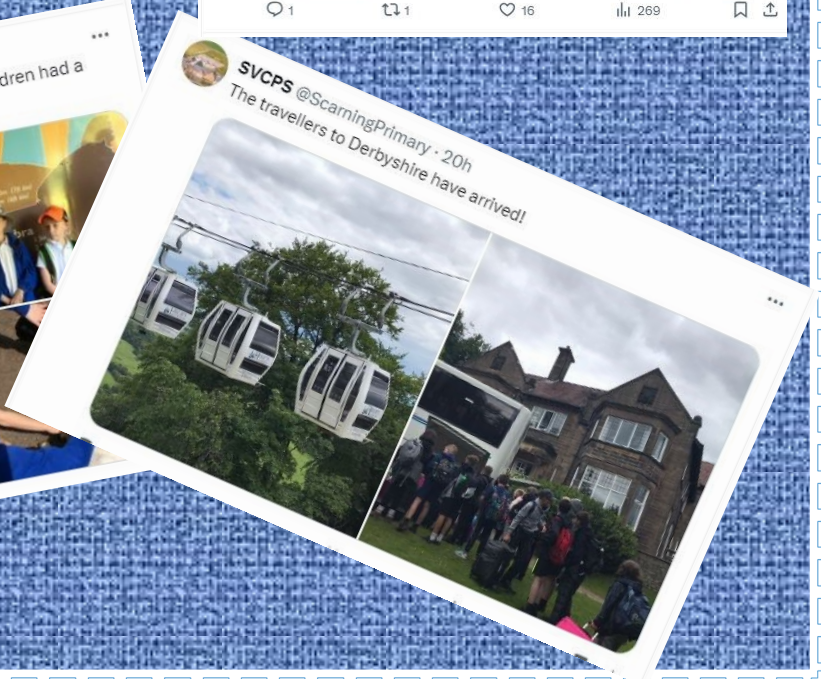 1 1 16 269
dren had a
SVCPS @ScarningPrimary · 20h
The travellers to Derbyshire have arrived!